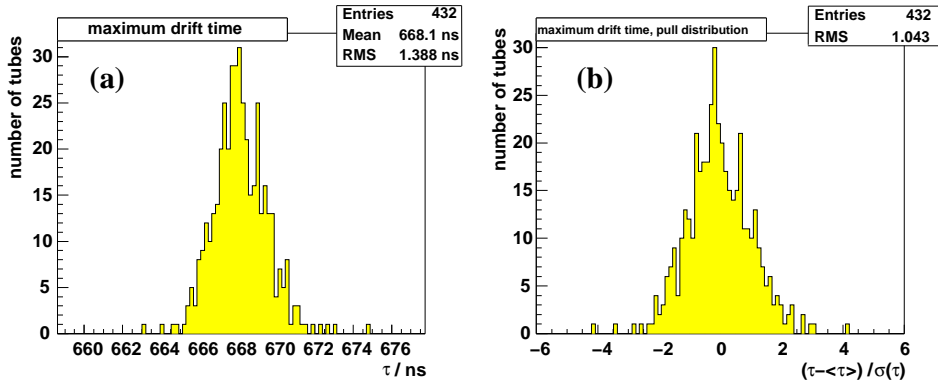 maximum drift time
Entries 432
Mean 668.1 ns
RMS 1.388 ns
(a)
number of tubes
30
25
20
15
10
5
0
660 662 664 666 668 670 672 674 676
τ / ns
maximum drift time, pull distribution
Entries 432
RMS 1.043
(b)
number of tubes
30
25
20
15
10
5
0
−6 −4 −2 0 2 4 6
(τ−<τ>) /σ(τ)